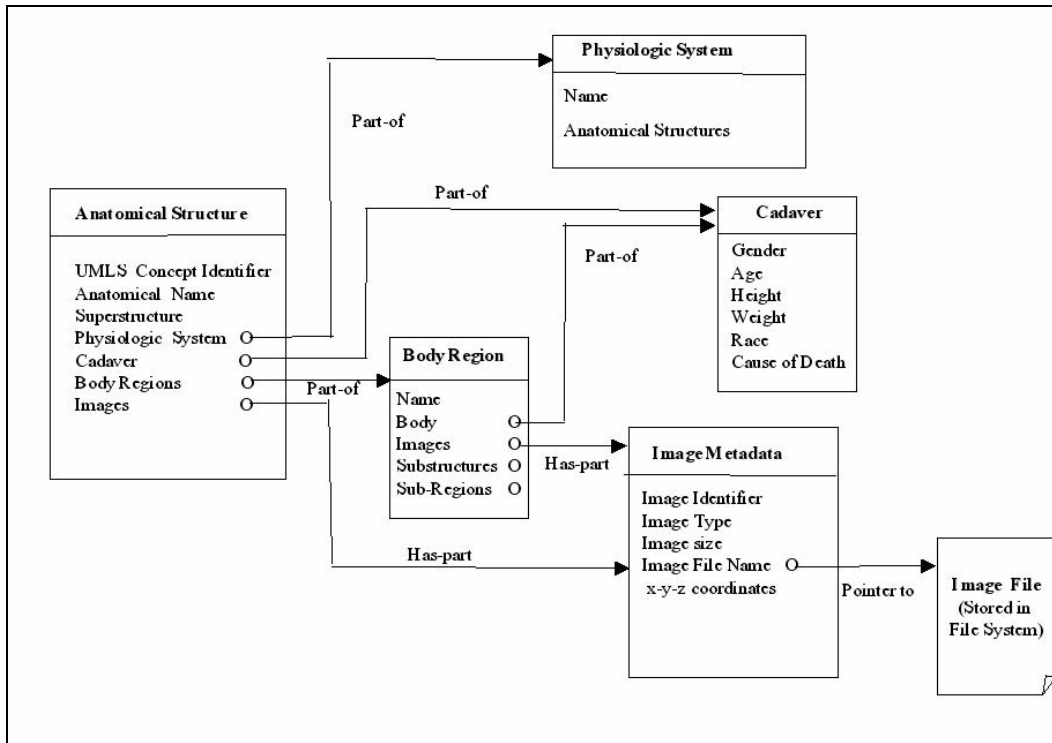 Physiologic System
Name
Anatomical Structures
Part-of
Part-of
Anatomical Structure
UMLS Concept Identifier
Anatomical Name
Superstructure
Physiologic System O
Cadaver O
Body Regions O
Images O
Cadaver
Gender
Age
Height
Weight
Race
Cause of Death
Part-of
Part-of
Body Region
Name
Body O
Images O
Substructures O
Sub-Regions O
Has-part
Has-part
Image Metadata
Image Identifier
Image Type
Image size
Image File Name O
x-y-z coordinates
Pointer to
Image File
(Stored in
File System)